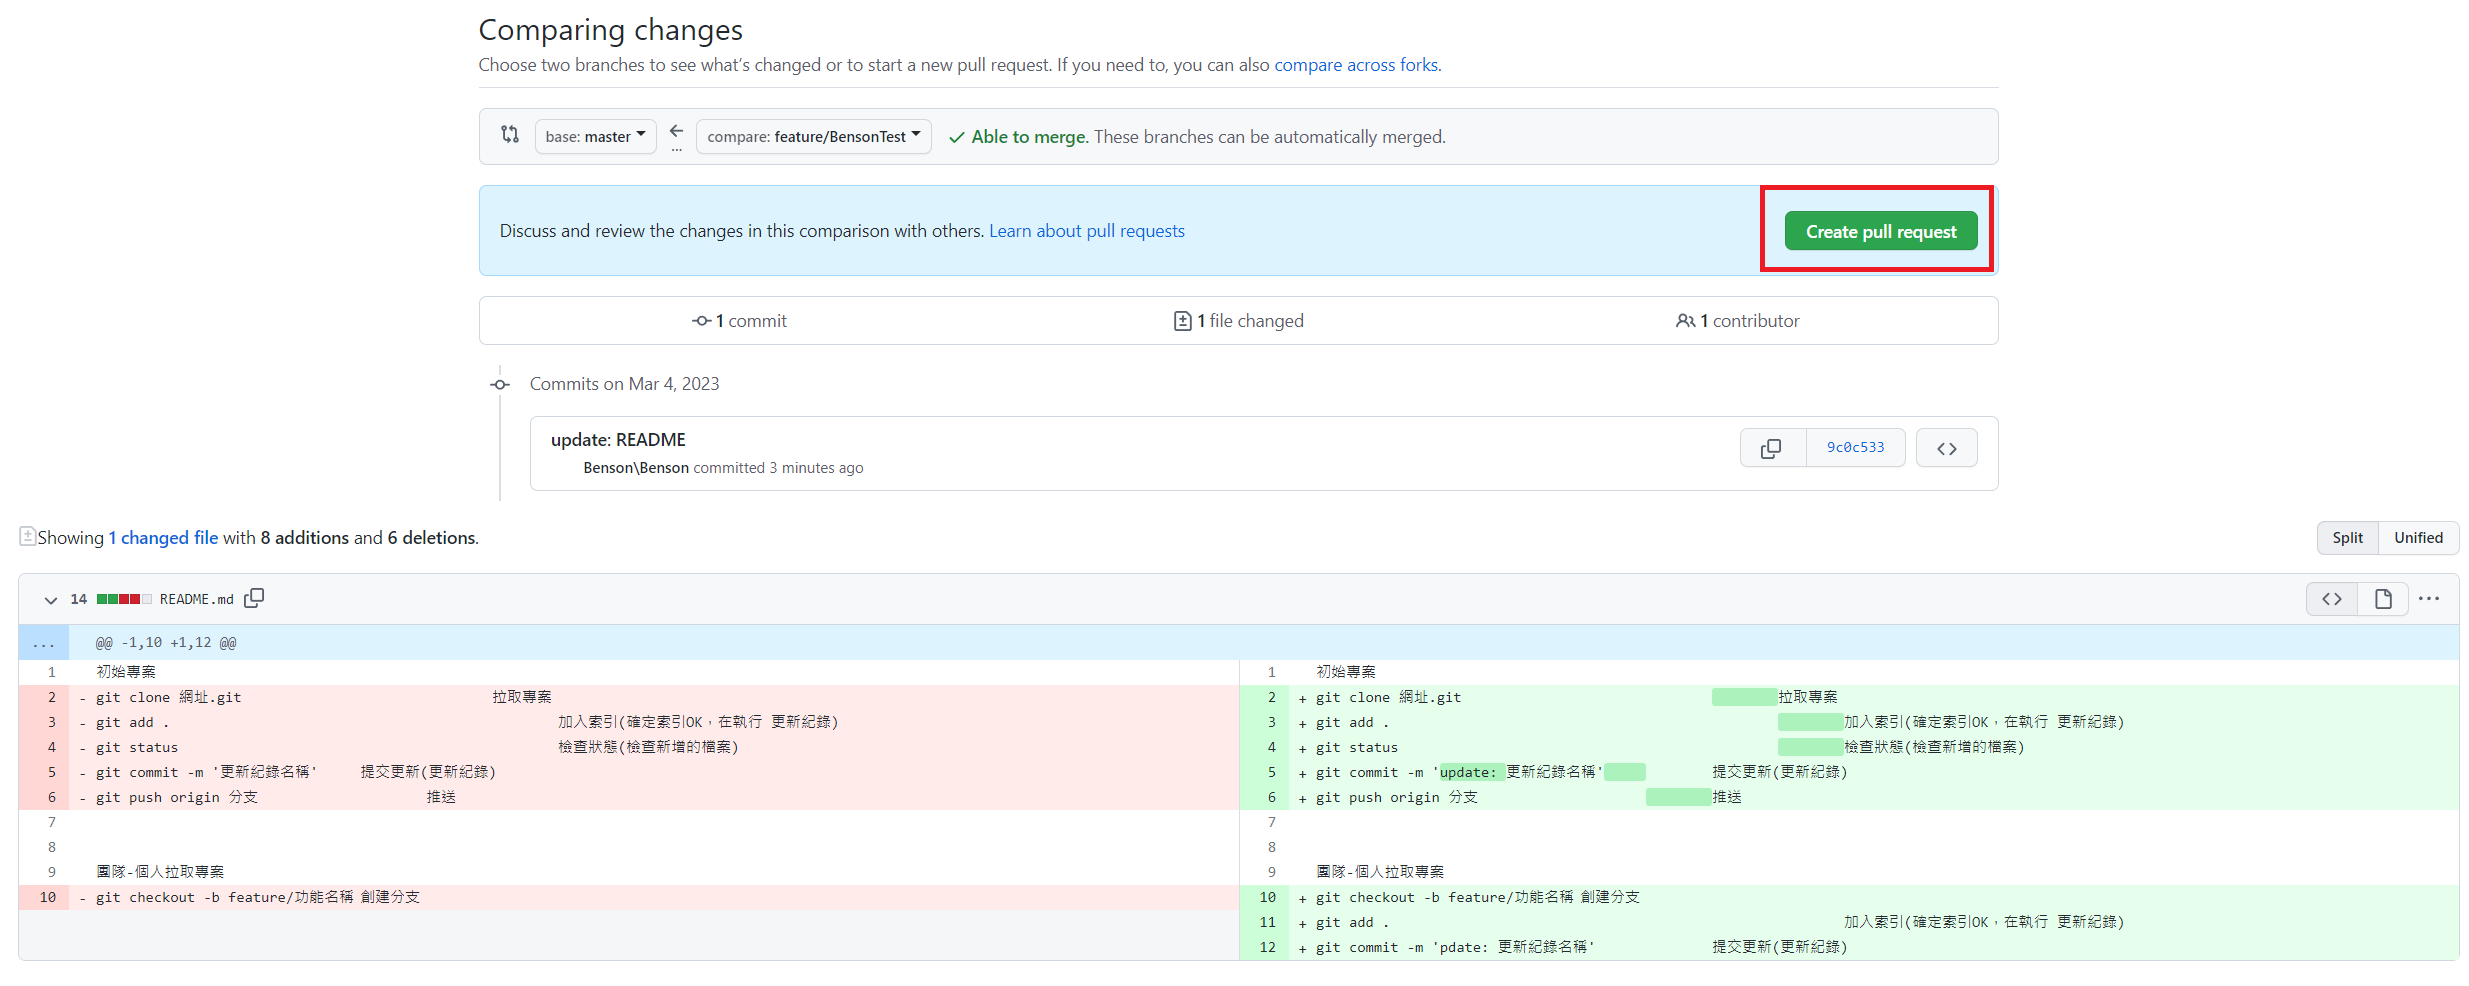 Comparing changes
Choose two branches to see what's changed or to start a new pull request. If you need to, you can also compare across forks.
base: master
...
compare: feature/BensonTest
Able to merge. These branches can be automatically merged.
Discuss and review the changes in this comparison with others. Learn about pull requests
Create pull request
1 commit
1 file changed
1 contributor
Commits on Mar 4, 2023
update: README
9c0c533
Benson\Benson committed 3 minutes ago
Showing 1 changed file with 8 additions and 6 deletions.
Split
Unified
14 README.md
...
@@ -1,10 +1,12 @@
1 初始專案
2 - git clone 網址.git 拉取專案
3 - git add . 加入索引(確定索引OK，在執行 更新紀錄)
4 - git status 檢查狀態(檢查新增的檔案)
5 - git commit -m '更新紀錄名稱' 提交更新(更新紀錄)
6 - git push origin 分支 推送
7
8
9 團隊-個人拉取專案
10 - git checkout -b feature/功能名稱 創建分支
1 初始專案
2 + git clone 網址.git 拉取專案
3 + git add . 加入索引(確定索引OK，在執行 更新紀錄)
4 + git status 檢查狀態(檢查新增的檔案)
5 + git commit -m 'update: 更新紀錄名稱' 提交更新(更新紀錄)
6 + git push origin 分支 推送
7
8
9 團隊-個人拉取專案
10 + git checkout -b feature/功能名稱 創建分支
11 + git add . 加入索引(確定索引OK，在執行 更新紀錄)
12 + git commit -m 'pdate: 更新紀錄名稱' 提交更新(更新紀錄)